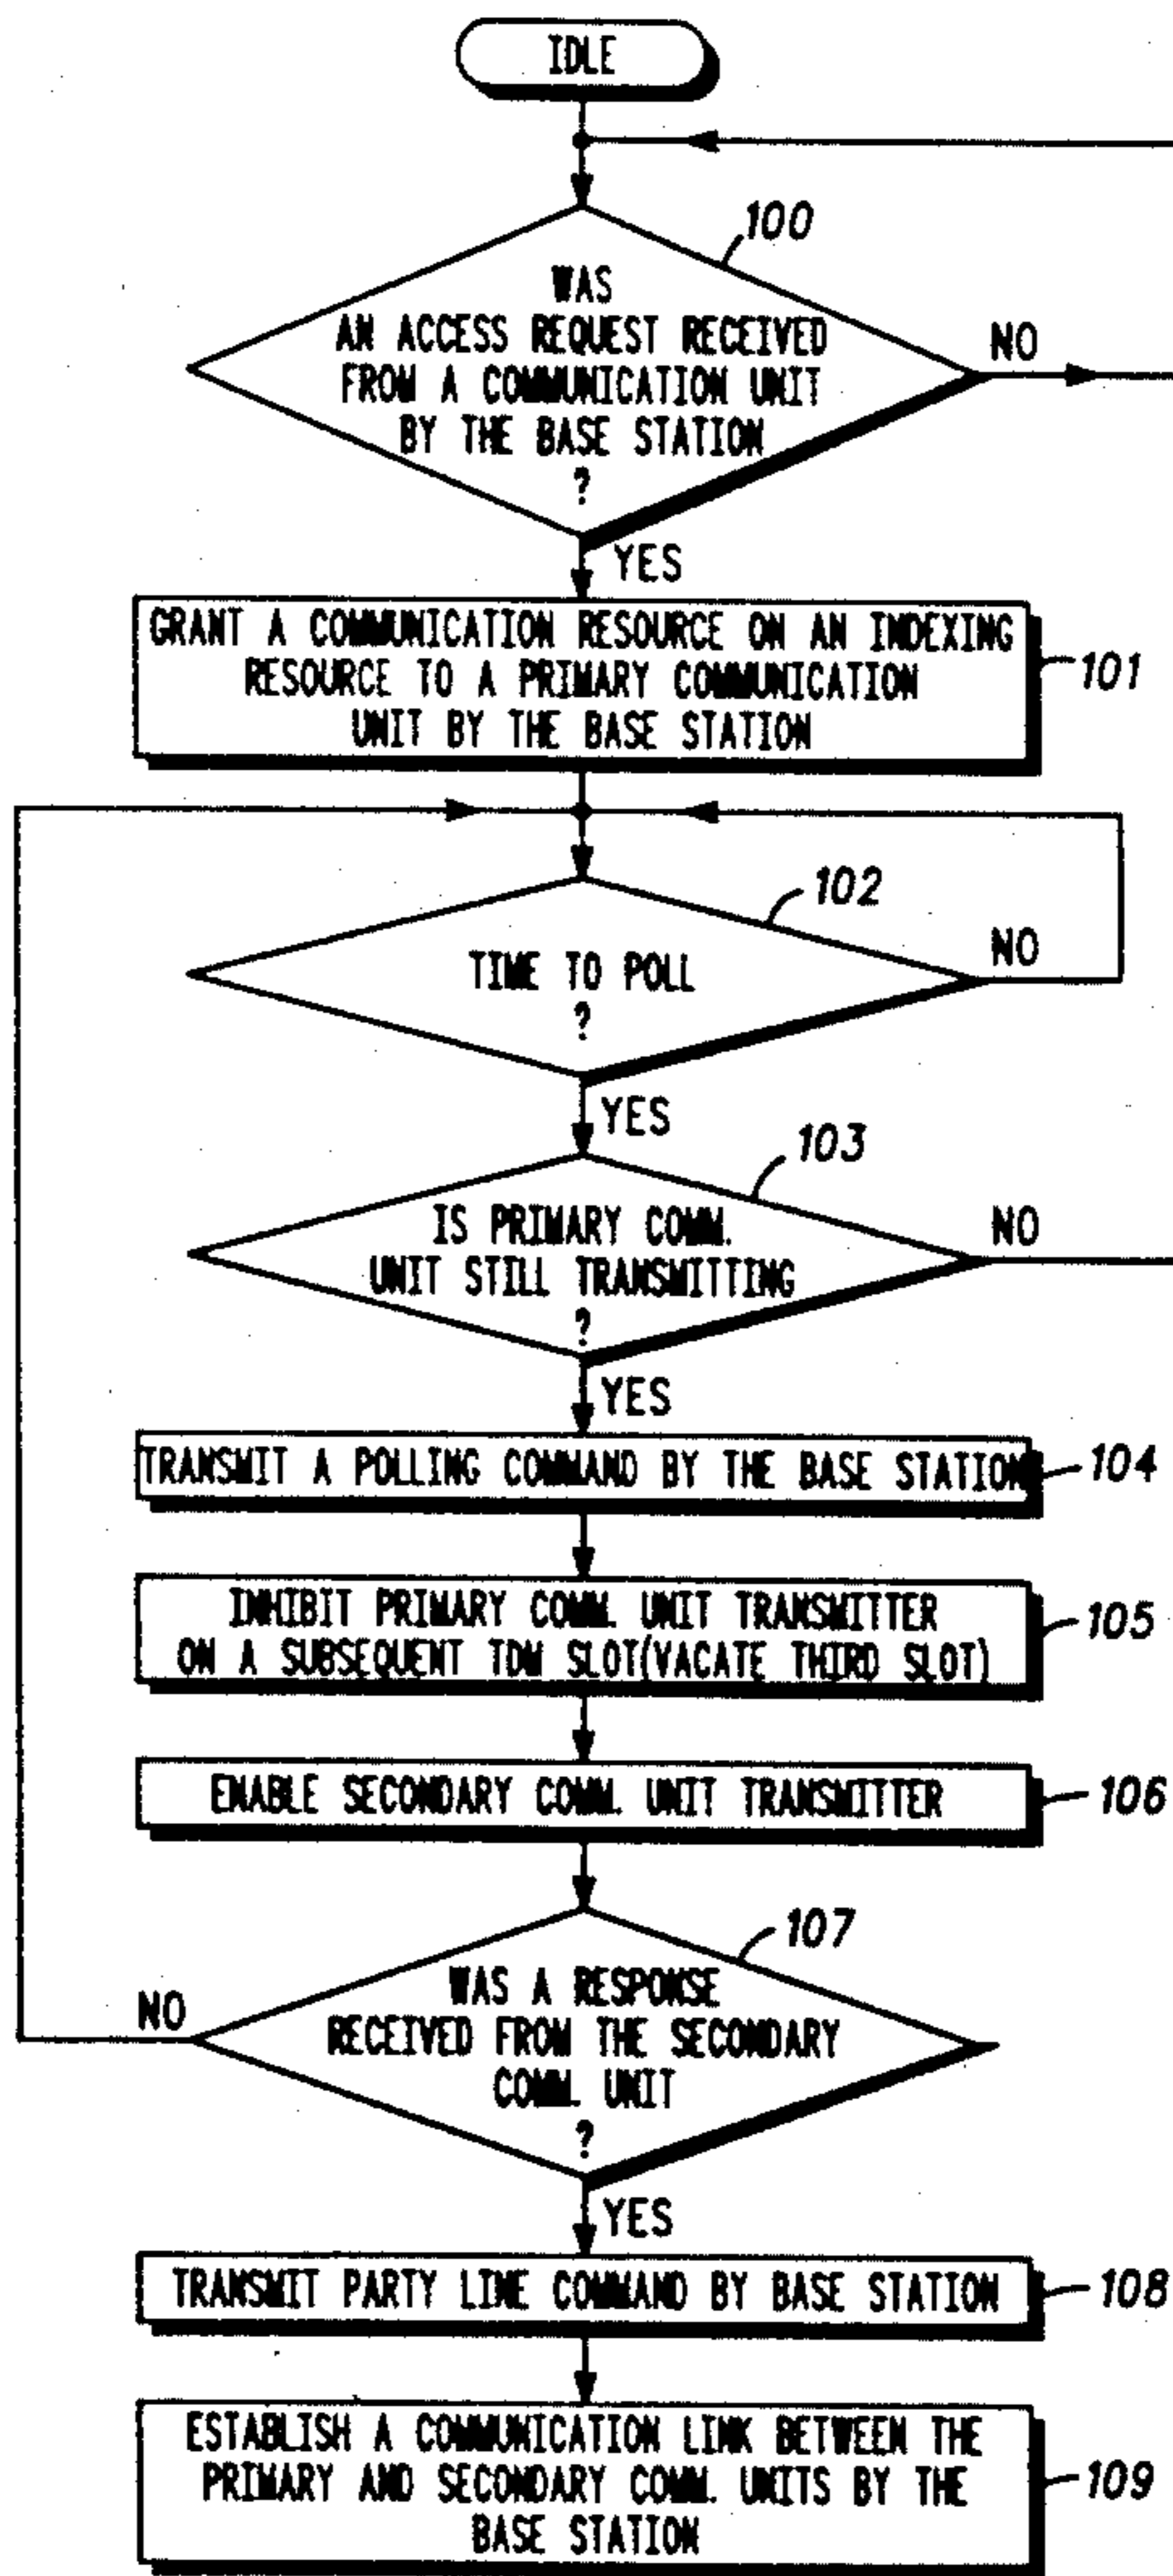 IDLE
100
WAS
AN ACCESS REQUEST RECEIVED
FROM A COMMUNICATION UNIT
BY THE BASE STATION
?
NO
YES
GRANT A COMMUNICATION RESOURCE ON AN INDEXING
RESOURCE TO A PRIMARY COMMUNICATION
UNIT BY THE BASE STATION
101
102
TIME TO POLL
?
NO
YES
103
IS PRIMARY COMM.
UNIT STILL TRANSMITTING
?
NO
YES
TRANSMIT A POLLING COMMAND BY THE BASE STATION
104
INHIBIT PRIMARY COMM. UNIT TRANSMITTER
ON A SUBSEQUENT TDM SLOT(VACATE THIRD SLOT)
105
ENABLE SECONDARY COMM. UNIT TRANSMITTER
106
107
WAS A RESPONSE
RECEIVED FROM THE SECONDARY
COMM. UNIT
?
NO
YES
TRANSMIT PARTY LINE COMMAND BY BASE STATION
108
ESTABLISH A COMMUNICATION LINK BETWEEN THE
PRIMARY AND SECONDARY COMM. UNITS BY THE
BASE STATION
109